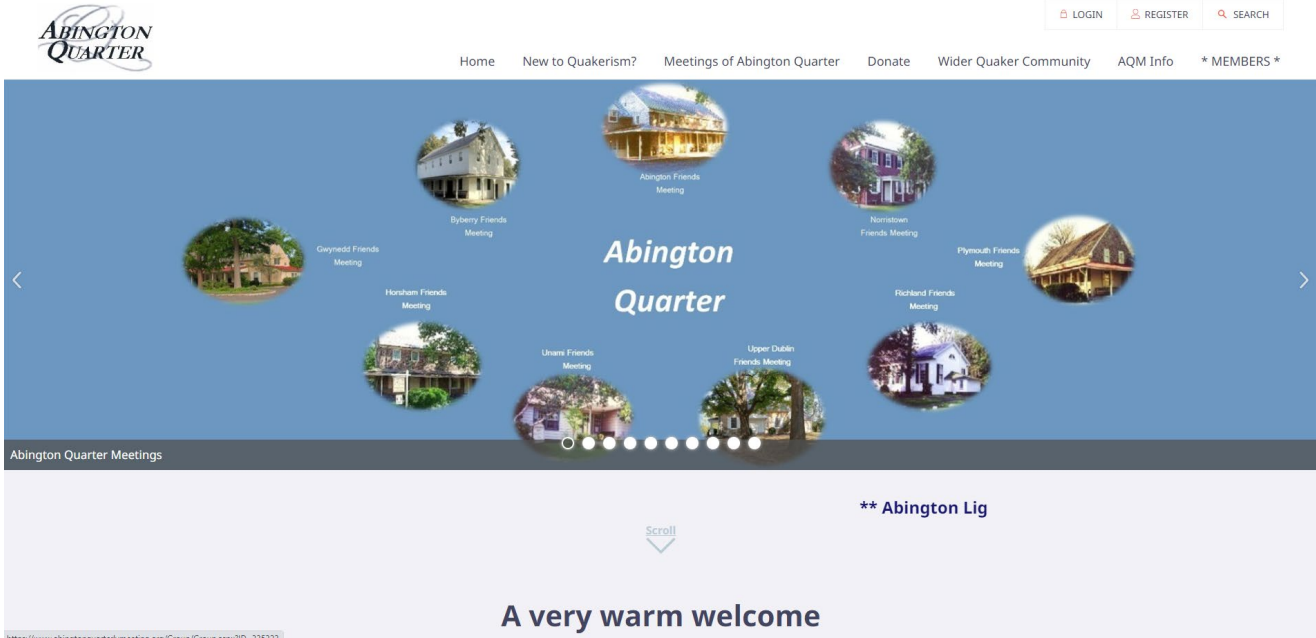 ABINGTON
QUARTER
LOGIN
REGISTER
SEARCH
Home
New to Quakerism?
Meetings of Abington Quarter
Donate
Wider Quaker Community
AQM Info
* MEMBERS *
Abington Friends
Meeting
Byberry Friends
Meeting
Norristown
Friends Meeting
Gwynedd Friends
Meeting
Abington
Quarter
Plymouth Friends
Meeting
Horsham Friends
Meeting
Richland Friends
Meeting
Unami Friends
Meeting
Upper Dublin
Friends Meeting
Abington Quarter Meetings
** Abington Lig
Scroll
A very warm welcome